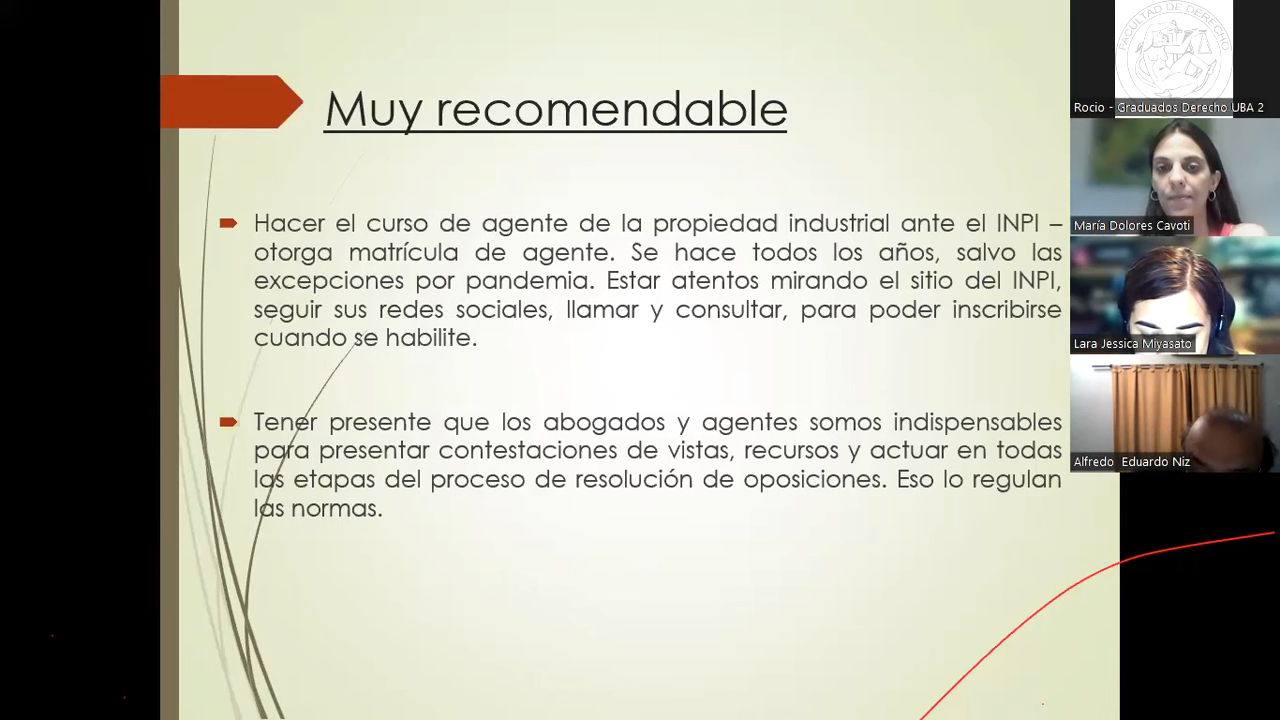 Muy recomendable
Hacer el curso de agente de la propiedad industrial ante el INPI –
otorga matrícula de agente. Se hace todos los años, salvo las
excepciones por pandemia. Estar atentos mirando el sitio del INPI,
seguir sus redes sociales, llamar y consultar, para poder inscribirse
cuando se habilite.
Tener presente que los abogados y agentes somos indispensables
para presentar contestaciones de vistas, recursos y actuar en todas
las etapas del proceso de resolución de oposiciones. Eso lo regulan
las normas.
FACULTAD DE DERECHO
Rocio - Graduados Derecho UBA 2
María Dolores Cavoti
Lara Jessica Miyasato
Alfredo Eduardo Niz